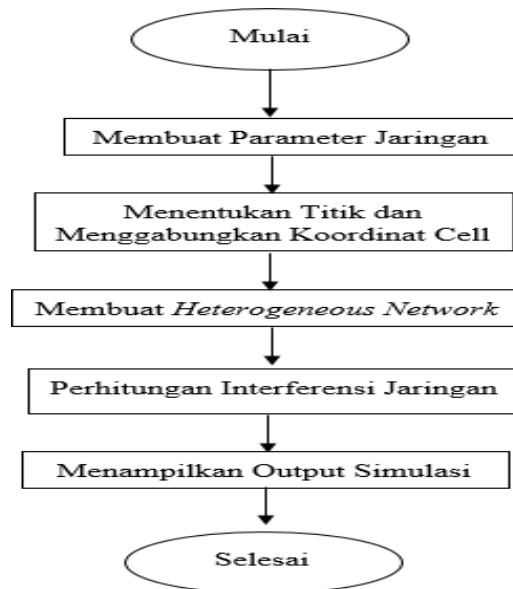 Mulai
Membuat Parameter Jaringan
Menentukan Titik dan
Menggabungkan Koordinat Cell
Membuat Heterogeneous Network
Perhitungan Interferensi Jaringan
Menampilkan Output Simulasi
Selesai